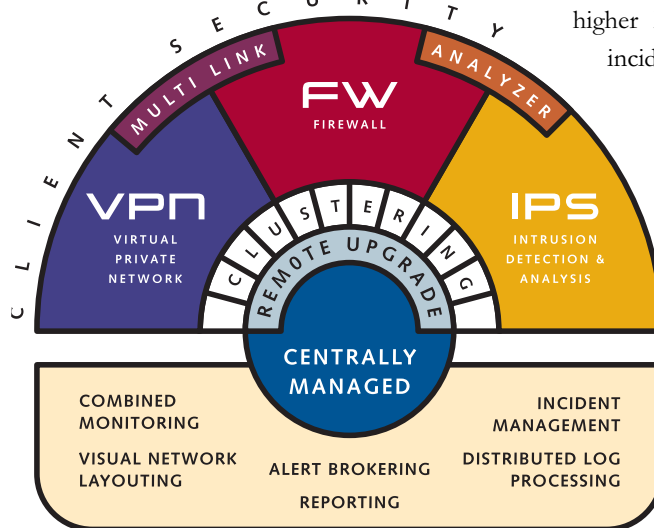 CLIENT SECURITY
higher
MULTI LINK
ANALYZER
FW
FIREWALL
VPN
VIRTUAL
PRIVATE
NETWORK
IPS
INTRUSION
DETECTION &
ANALYSIS
CLUSTERING
REMOTE UPGRADE
CENTRALLY
MANAGED
COMBINED
MONITORING
VISUAL NETWORK
LAYOUTING
ALERT BROKERING
REPORTING
INCIDENT
MANAGEMENT
DISTRIBUTED LOG
PROCESSING